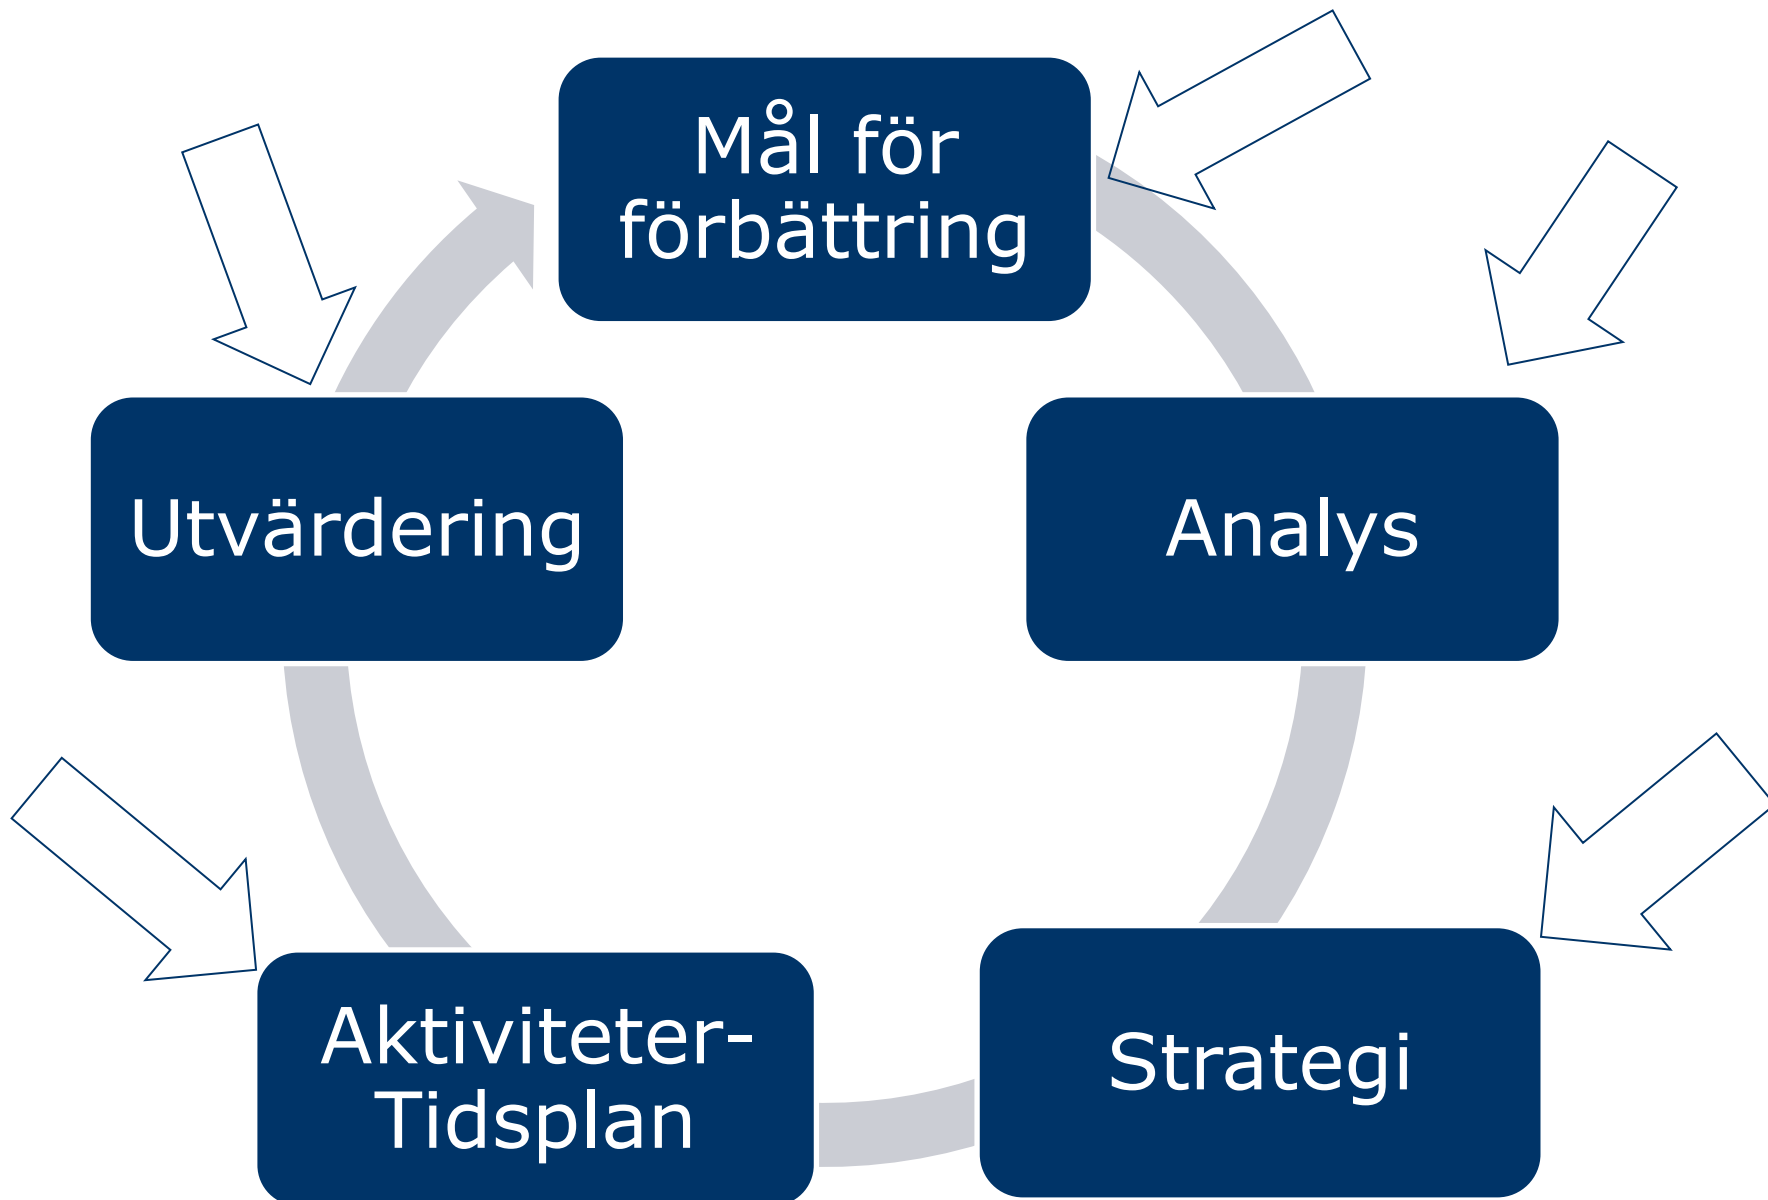 Mål för
förbättring
Analys
Strategi
Aktiviteter-
Tidsplan
Utvärdering